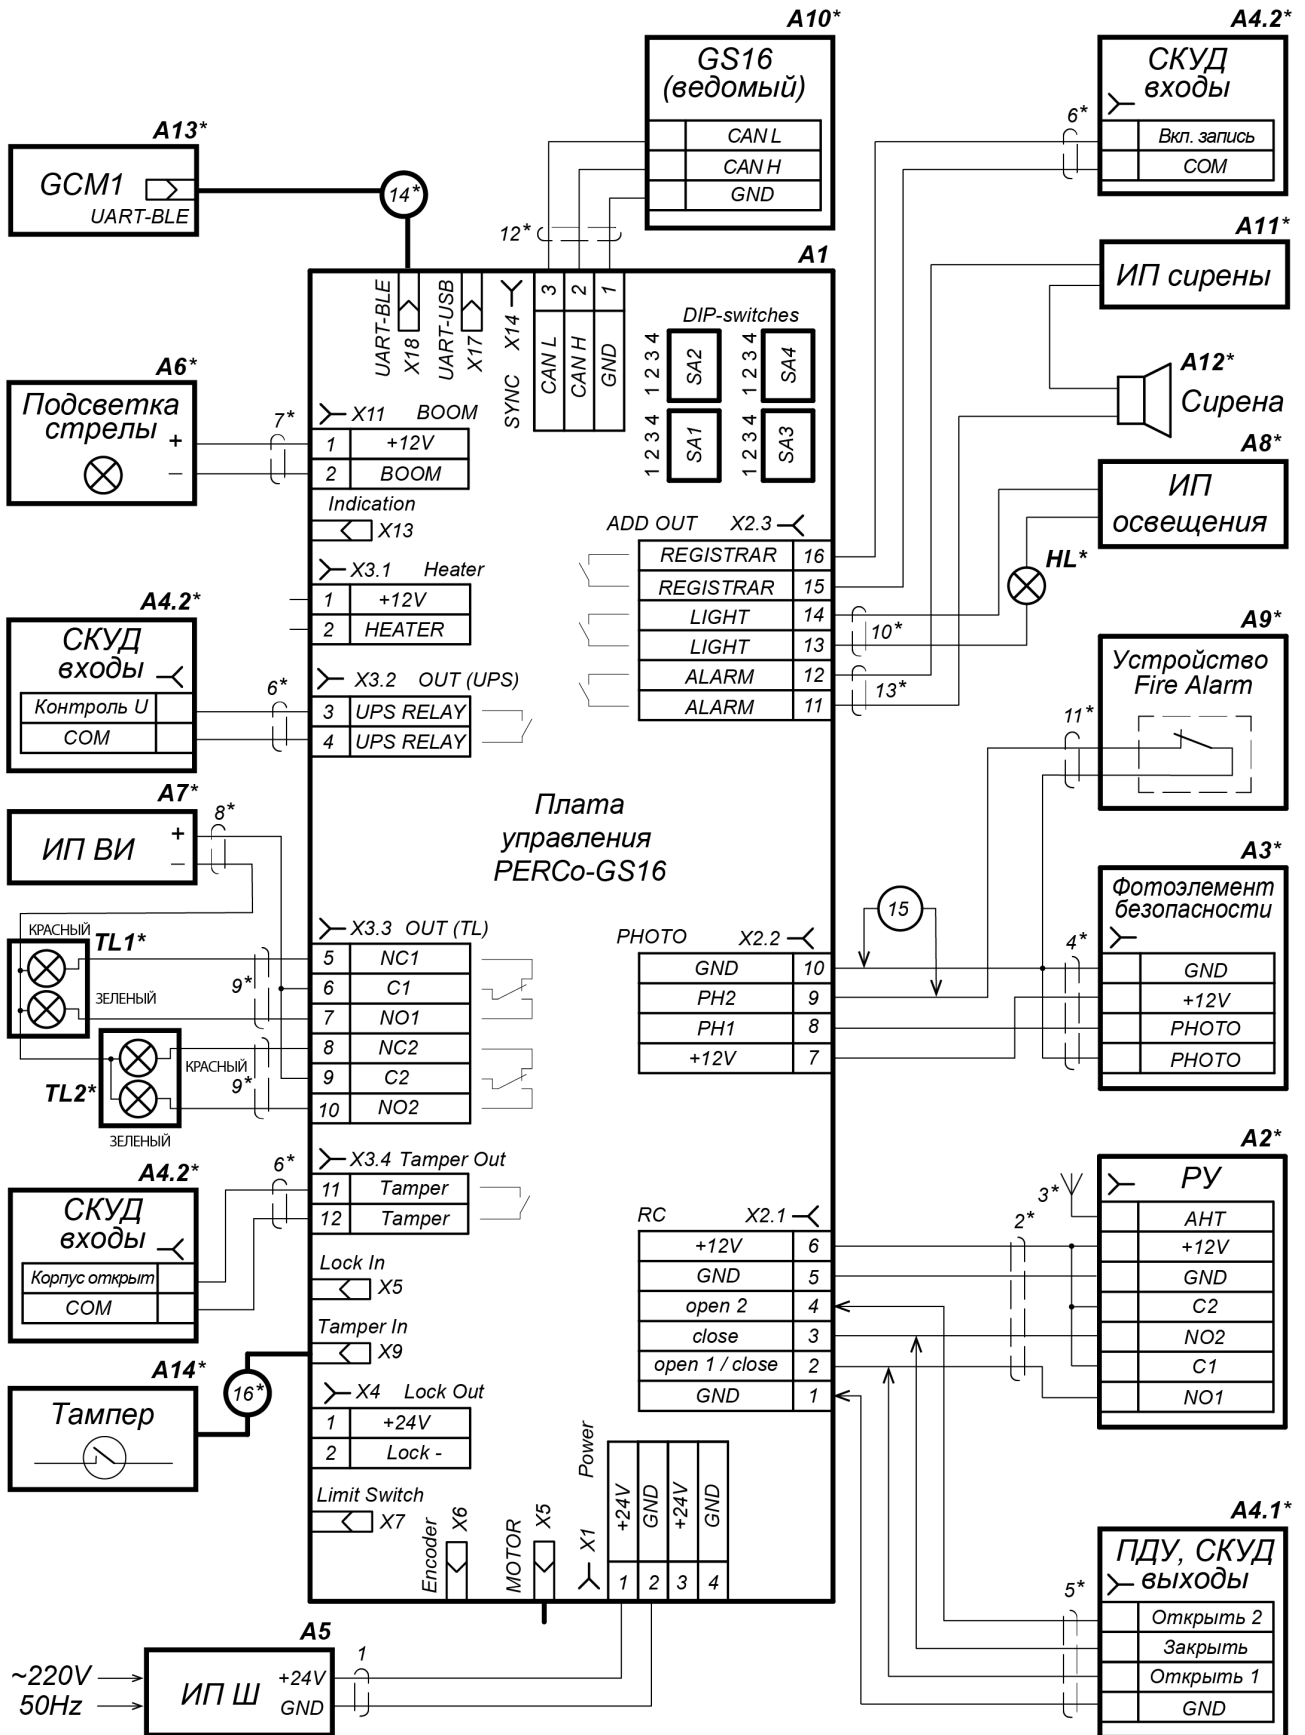 A10*
GS16
(ведомый)
CAN L
CAN H
GND
12*
A4.2*
СКУД
входы
Вкл. запись
COM
6*
A13*
GCM1
UART-BLE
14*
A11*
ИП сирены
A12*
Сирена
A1
UART-BLE
X18
UART-USB
X17
SYNC X14
3 2 1
CAN L
CAN H
GND
DIP-switches
1 2 3 4
SA2
1 2 3 4
SA4
1 2 3 4
SA1
1 2 3 4
SA3
A6*
Подсветка
стрелы
+
–
7*
X11 BOOM
1 +12V
2 BOOM
Indication
X13
X3.1 Heater
1 +12V
2 HEATER
A4.2*
СКУД
входы
Контроль U
COM
6*
X3.2 OUT (UPS)
3 UPS RELAY
4 UPS RELAY
ADD OUT X2.3
REGISTRAR 16
REGISTRAR 15
LIGHT 14
LIGHT 13
ALARM 12
ALARM 11
10*
13*
A8*
ИП
освещения
HL*
A9*
Устройство
Fire Alarm
11*
A7*
ИП ВИ
+
–
8*
Плата
управления
PERCo-GS16
КРАСНЫЙ
TL1*
ЗЕЛЕНЫЙ
9*
X3.3 OUT (TL)
5 NC1
6 C1
7 NO1
8 NC2
9 C2
10 NO2
КРАСНЫЙ
TL2*
9*
ЗЕЛЕНЫЙ
15
PHOTO X2.2
GND 10
PH2 9
PH1 8
+12V 7
A3*
Фотоэлемент
безопасности
4*
GND
+12V
PHOTO
PHOTO
A4.2*
СКУД
входы
Корпус открыт
COM
6*
X3.4 Tamper Out
11 Tamper
12 Tamper
Lock In
X5
Tamper In
X9
A14*
Тампер
16*
X4 Lock Out
1 +24V
2 Lock -
Limit Switch
X7
RC X2.1
+12V 6
GND 5
open 2 4
close 3
open 1 / close 2
GND 1
A2*
РУ
3*
2*
АНТ
+12V
GND
C2
NO2
C1
NO1
Encoder
X6
MOTOR
X5
X1 Power
+24V
GND
+24V
GND
1 2 3 4
A4.1*
ПДУ, СКУД
выходы
5*
Открыть 2
Закрыть
Открыть 1
GND
A5
~220V
50Hz
ИП Ш
+24V
GND
1